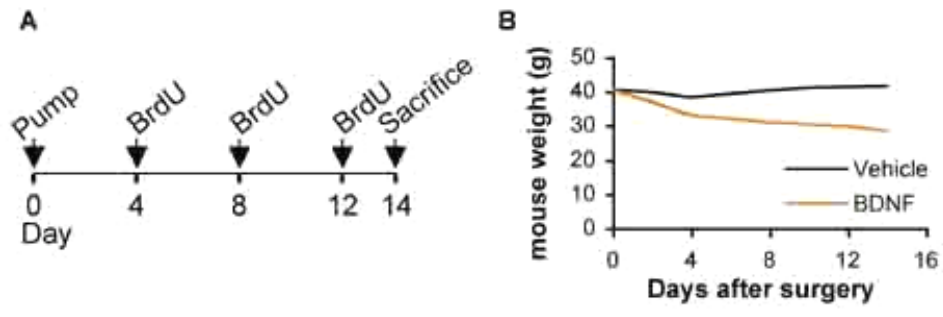 A
Pump
BrdU
BrdU
BrdU
Sacrifice
0 4 8 12 14
Day
B
mouse weight (g)
50
40
30
20
10
0
Vehicle
BDNF
0 4 8 12 16
Days after surgery